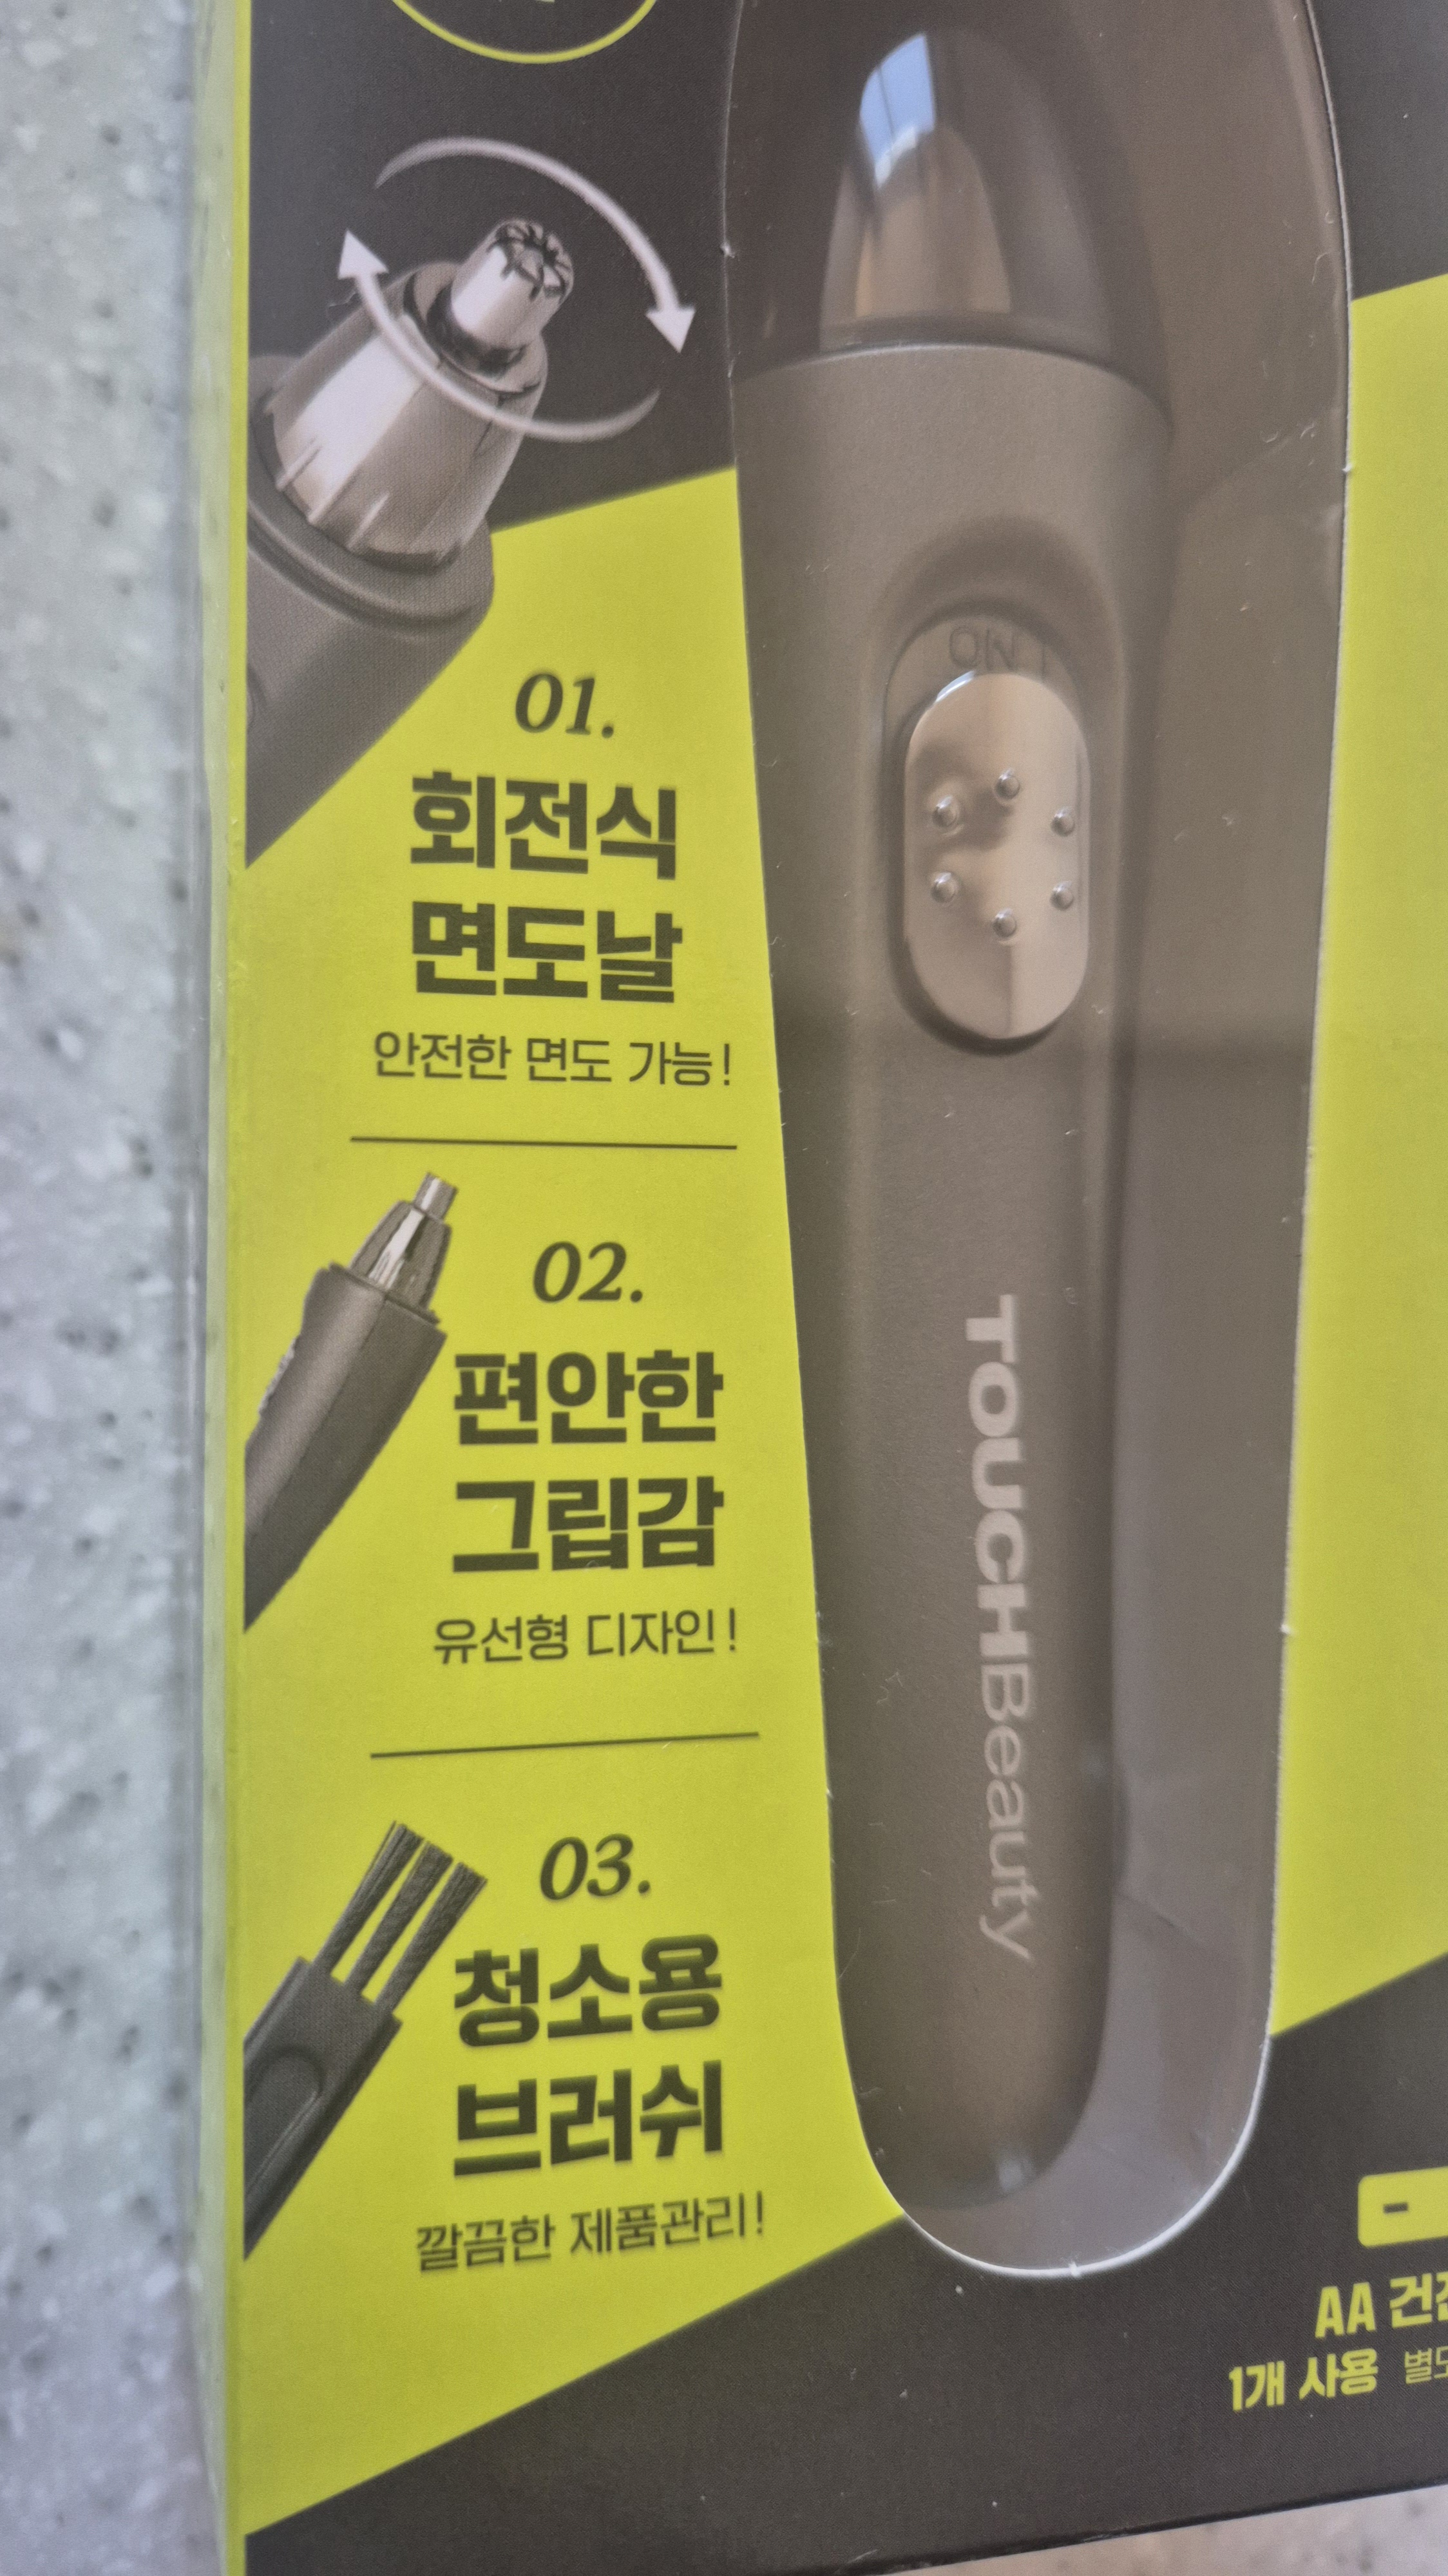 01.
회전식
면도날
안전한 면도 가능!
02.
편안한
그립감
유선형 디자인!
03.
청소용
브러쉬
깔끔한 제품관리!
ON
TOUCHBeauty
AA
1개 사용